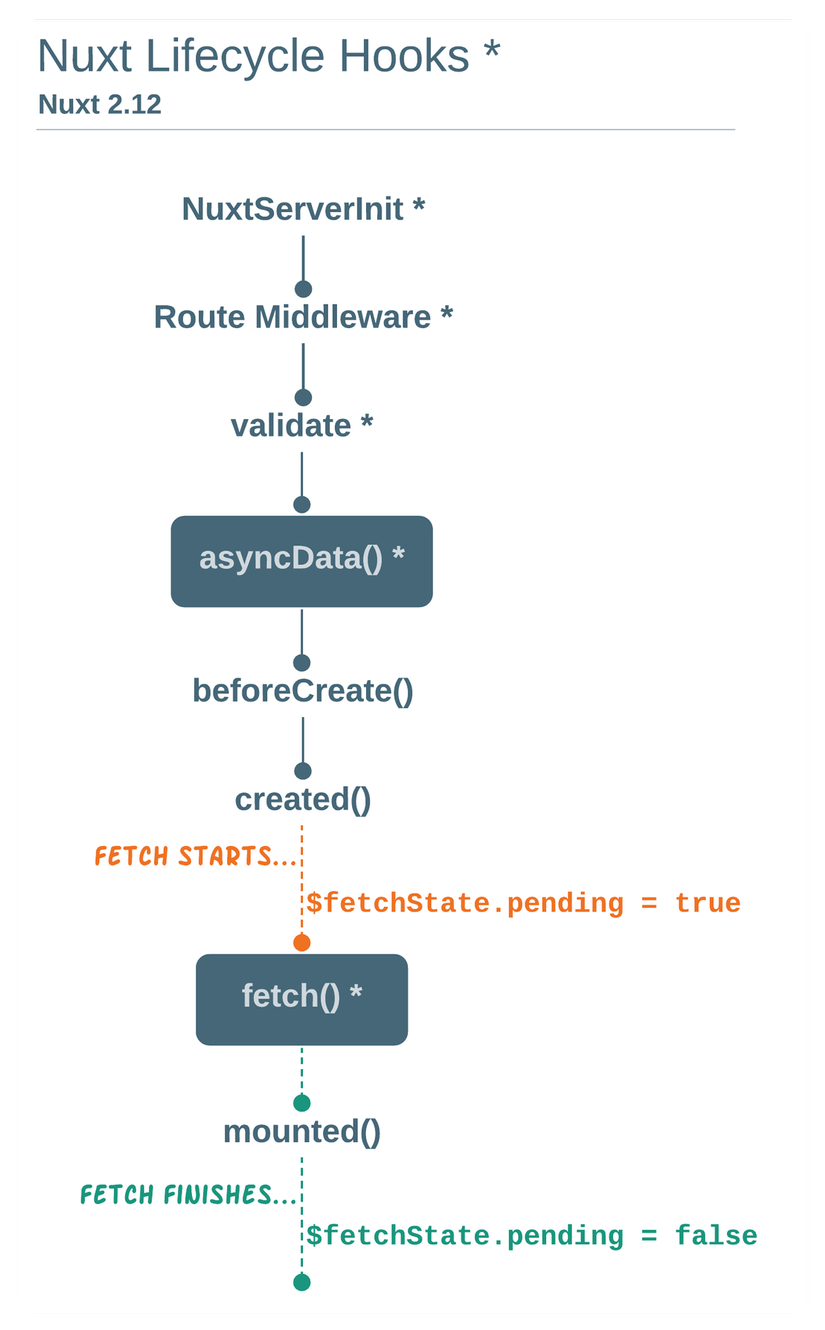 Nuxt Lifecycle Hooks *
Nuxt 2.12
NuxtServerInit *
Route Middleware *
validate *
asyncData() *
beforeCreate()
created()
FETCH STARTS...
$fetchState.pending = true
fetch() *
mounted()
FETCH FINISHES...
$fetchState.pending = false